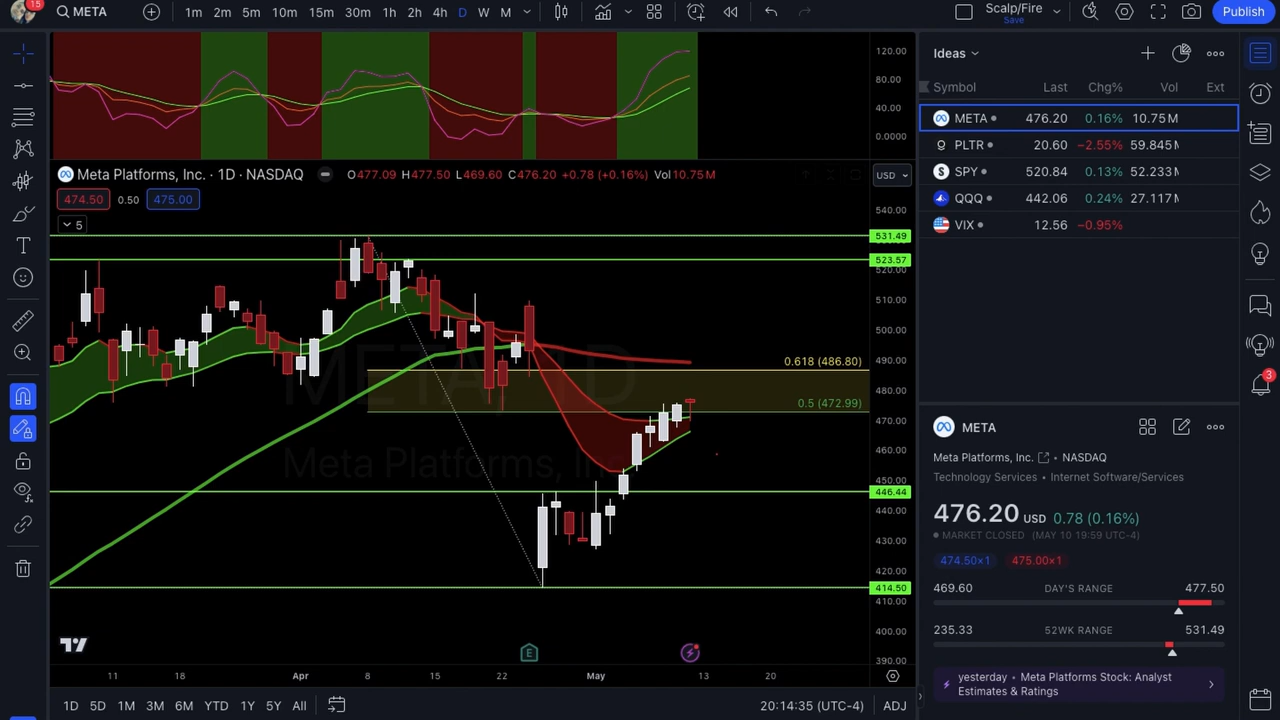 15
META
1m 2m 5m 10m 15m 30m 1h 2h 4h D W M
Scalp/Fire
Save
Publish
120.00
80.00
40.00
0.0000
Meta Platforms, Inc. · 1D · NASDAQ
O477.09 H477.50 L469.60 C476.20 +0.78 (+0.16%) Vol10.75M
USD
474.50 0.50 475.00
5
540.00
531.49
523.57
520.00
510.00
500.00
490.00
480.00
470.00
460.00
450.00
446.44
440.00
430.00
420.00
414.50
410.00
400.00
390.00
0.618 (486.80)
0.5 (472.99)
META, 1D
Meta Platforms, Inc
E
11 18 Apr 8 15 22 May 13 20
1D 5D 1M 3M 6M YTD 1Y 5Y All
20:14:35 (UTC-4) ADJ
Ideas
Symbol Last Chg% Vol Ext
META 476.20 0.16% 10.75M
PLTR 20.60 −2.55% 59.845M
SPY 520.84 0.13% 52.233M
QQQ 442.06 0.24% 27.117M
VIX 12.56 −0.95%
3
META
Meta Platforms, Inc. • NASDAQ
Technology Services • Internet Software/Services
476.20 USD 0.78 (0.16%)
MARKET CLOSED (MAY 10 19:59 UTC-4)
474.50×1 475.00×1
469.60 DAY'S RANGE 477.50
235.33 52WK RANGE 531.49
yesterday • Meta Platforms Stock: Analyst
Estimates & Ratings